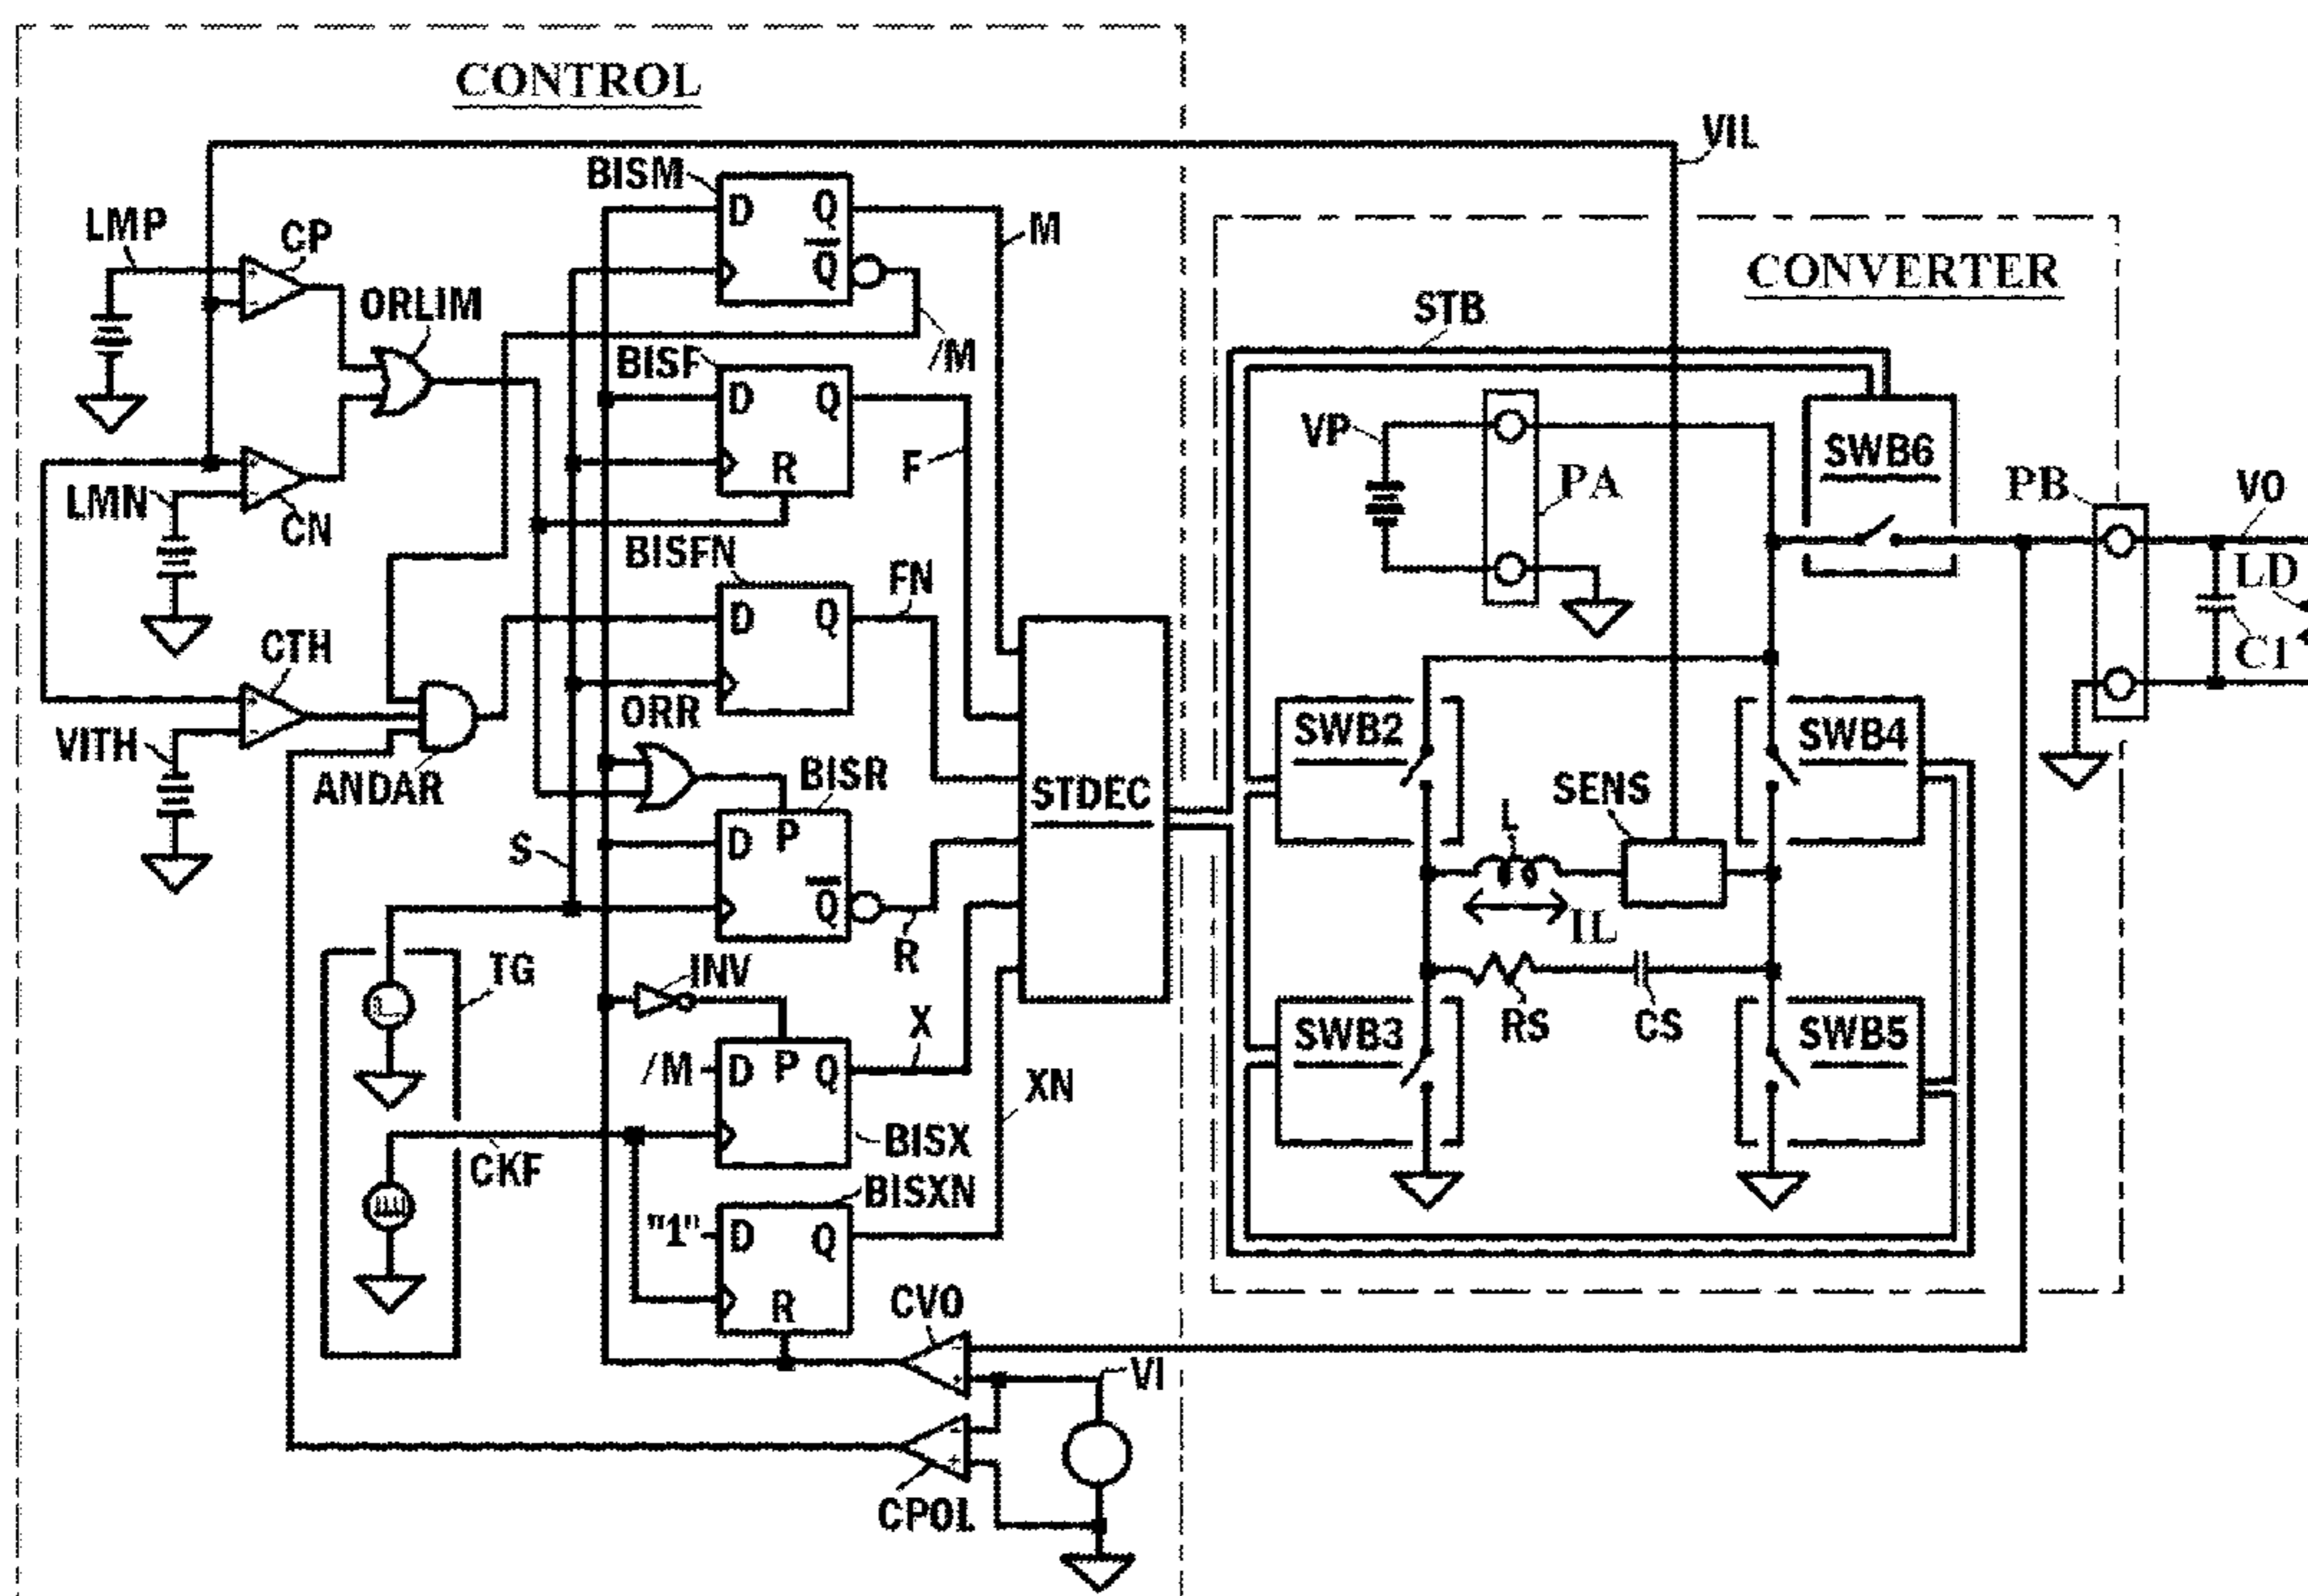 CONTROL
VIL
BISM
D Q
Q
M
LMP
CP
ORLIM
/M
CONVERTER
STB
BISF
D Q
R
F
VP
PA
SWB6
PB
VO
LMN
CN
BISFN
FN
D Q
LD
C1
CTH
ORR
VITH
ANDAR
SWB2
SWB4
BISR
STDEC
SENS
L
S
D P
Q
IL
R
TG
INV
X
SWB3
RS
CS
SWB5
/M
D P Q
XN
BISX
CKF
BISXN
"1"
D Q
R
CVO
VI
CPOL